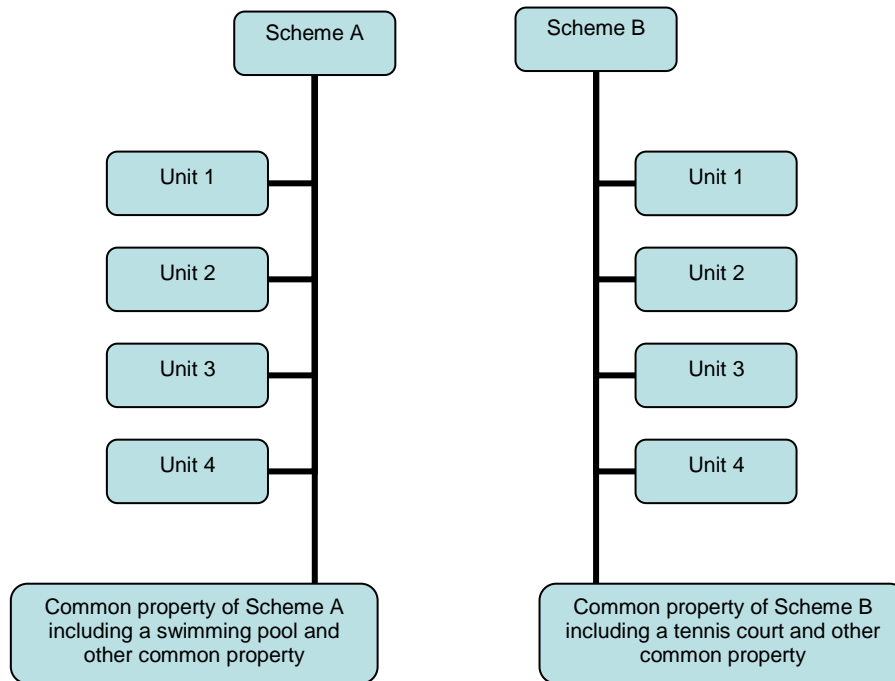 Scheme A
Unit 1
Unit 2
Unit 3
Unit 4
Common property of Scheme A
including a swimming pool and
other common property
Scheme B
Unit 1
Unit 2
Unit 3
Unit 4
Common property of Scheme B
including a tennis court and other
common property